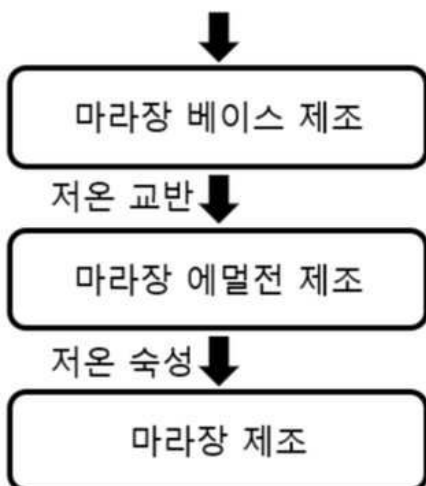 마라장 베이스 제조
저온 교반
마라장 에멀전 제조
저온 숙성
마라장 제조